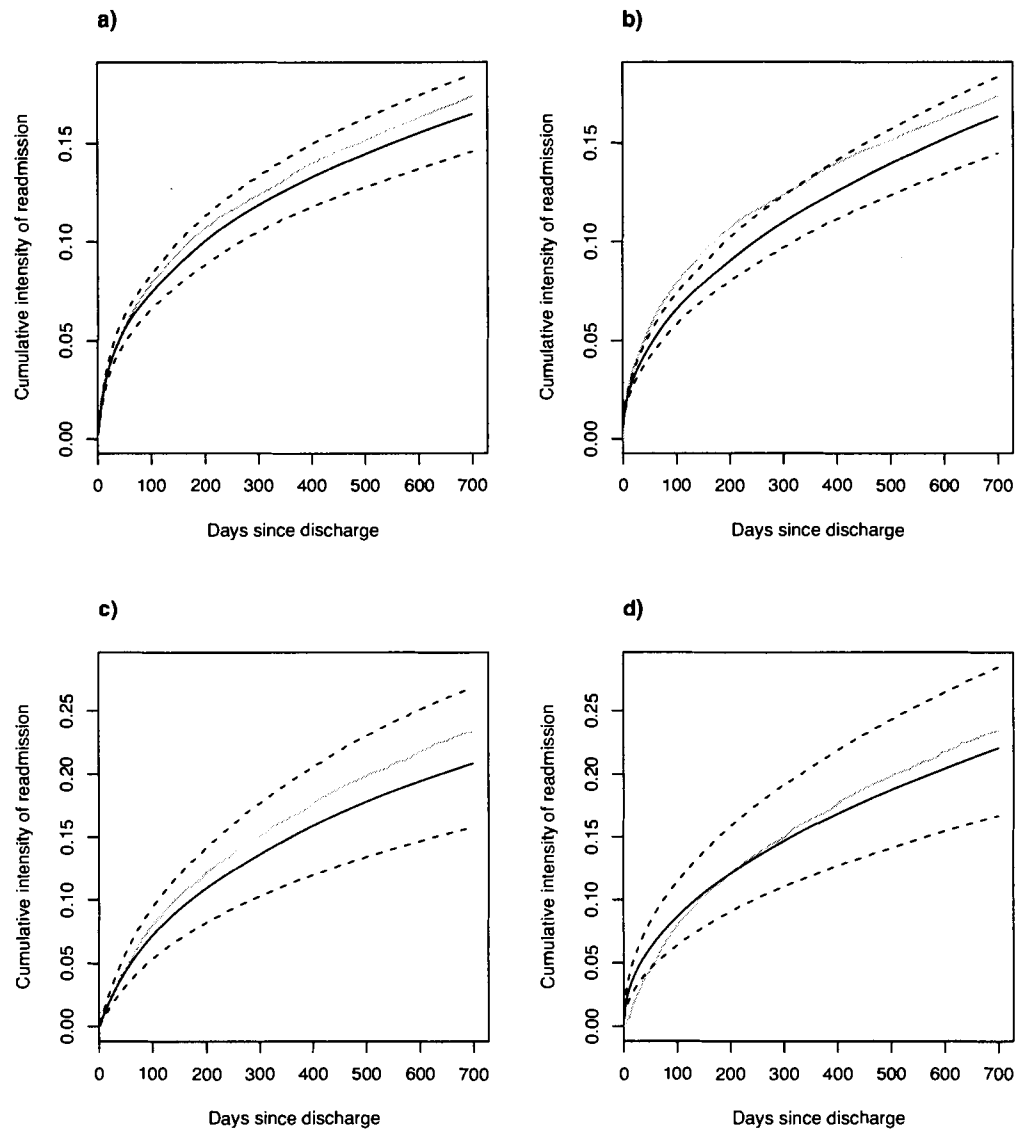 a)
Cumulative intensity of readmission
0.00 0.05 0.10 0.15
0 100 200 300 400 500 600 700
Days since discharge
b)
Cumulative intensity of readmission
0.00 0.05 0.10 0.15
0 100 200 300 400 500 600 700
Days since discharge
c)
Cumulative intensity of readmission
0.00 0.05 0.10 0.15 0.20 0.25
0 100 200 300 400 500 600 700
Days since discharge
d)
Cumulative intensity of readmission
0.00 0.05 0.10 0.15 0.20 0.25
0 100 200 300 400 500 600 700
Days since discharge